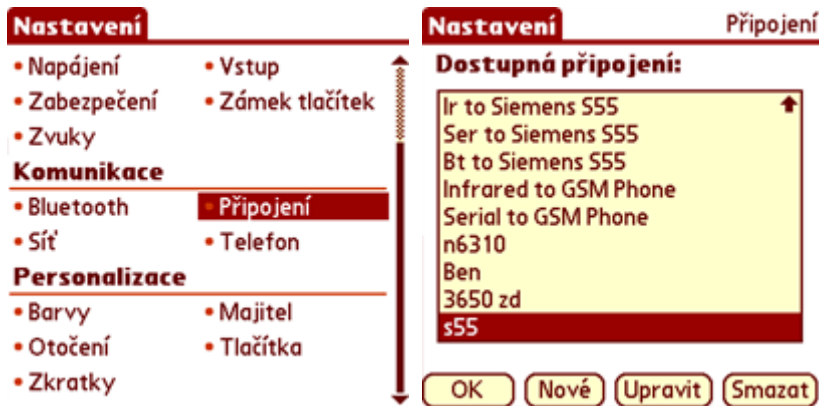 Nastavení
• Napájení • Vstup
• Zabezpečení • Zámek tlačítek
• Zvuky
Komunikace
• Bluetooth • Připojení
• Síť • Telefon
Personalizace
• Barvy • Majitel
• Otočení • Tlačítka
• Zkratky
Nastavení Připojení
Dostupná připojení:
Ir to Siemens S55
Ser to Siemens S55
Bt to Siemens S55
Infrared to GSM Phone
Serial to GSM Phone
n6310
Ben
3650 zd
s55
OK Nové Upravit Smazat